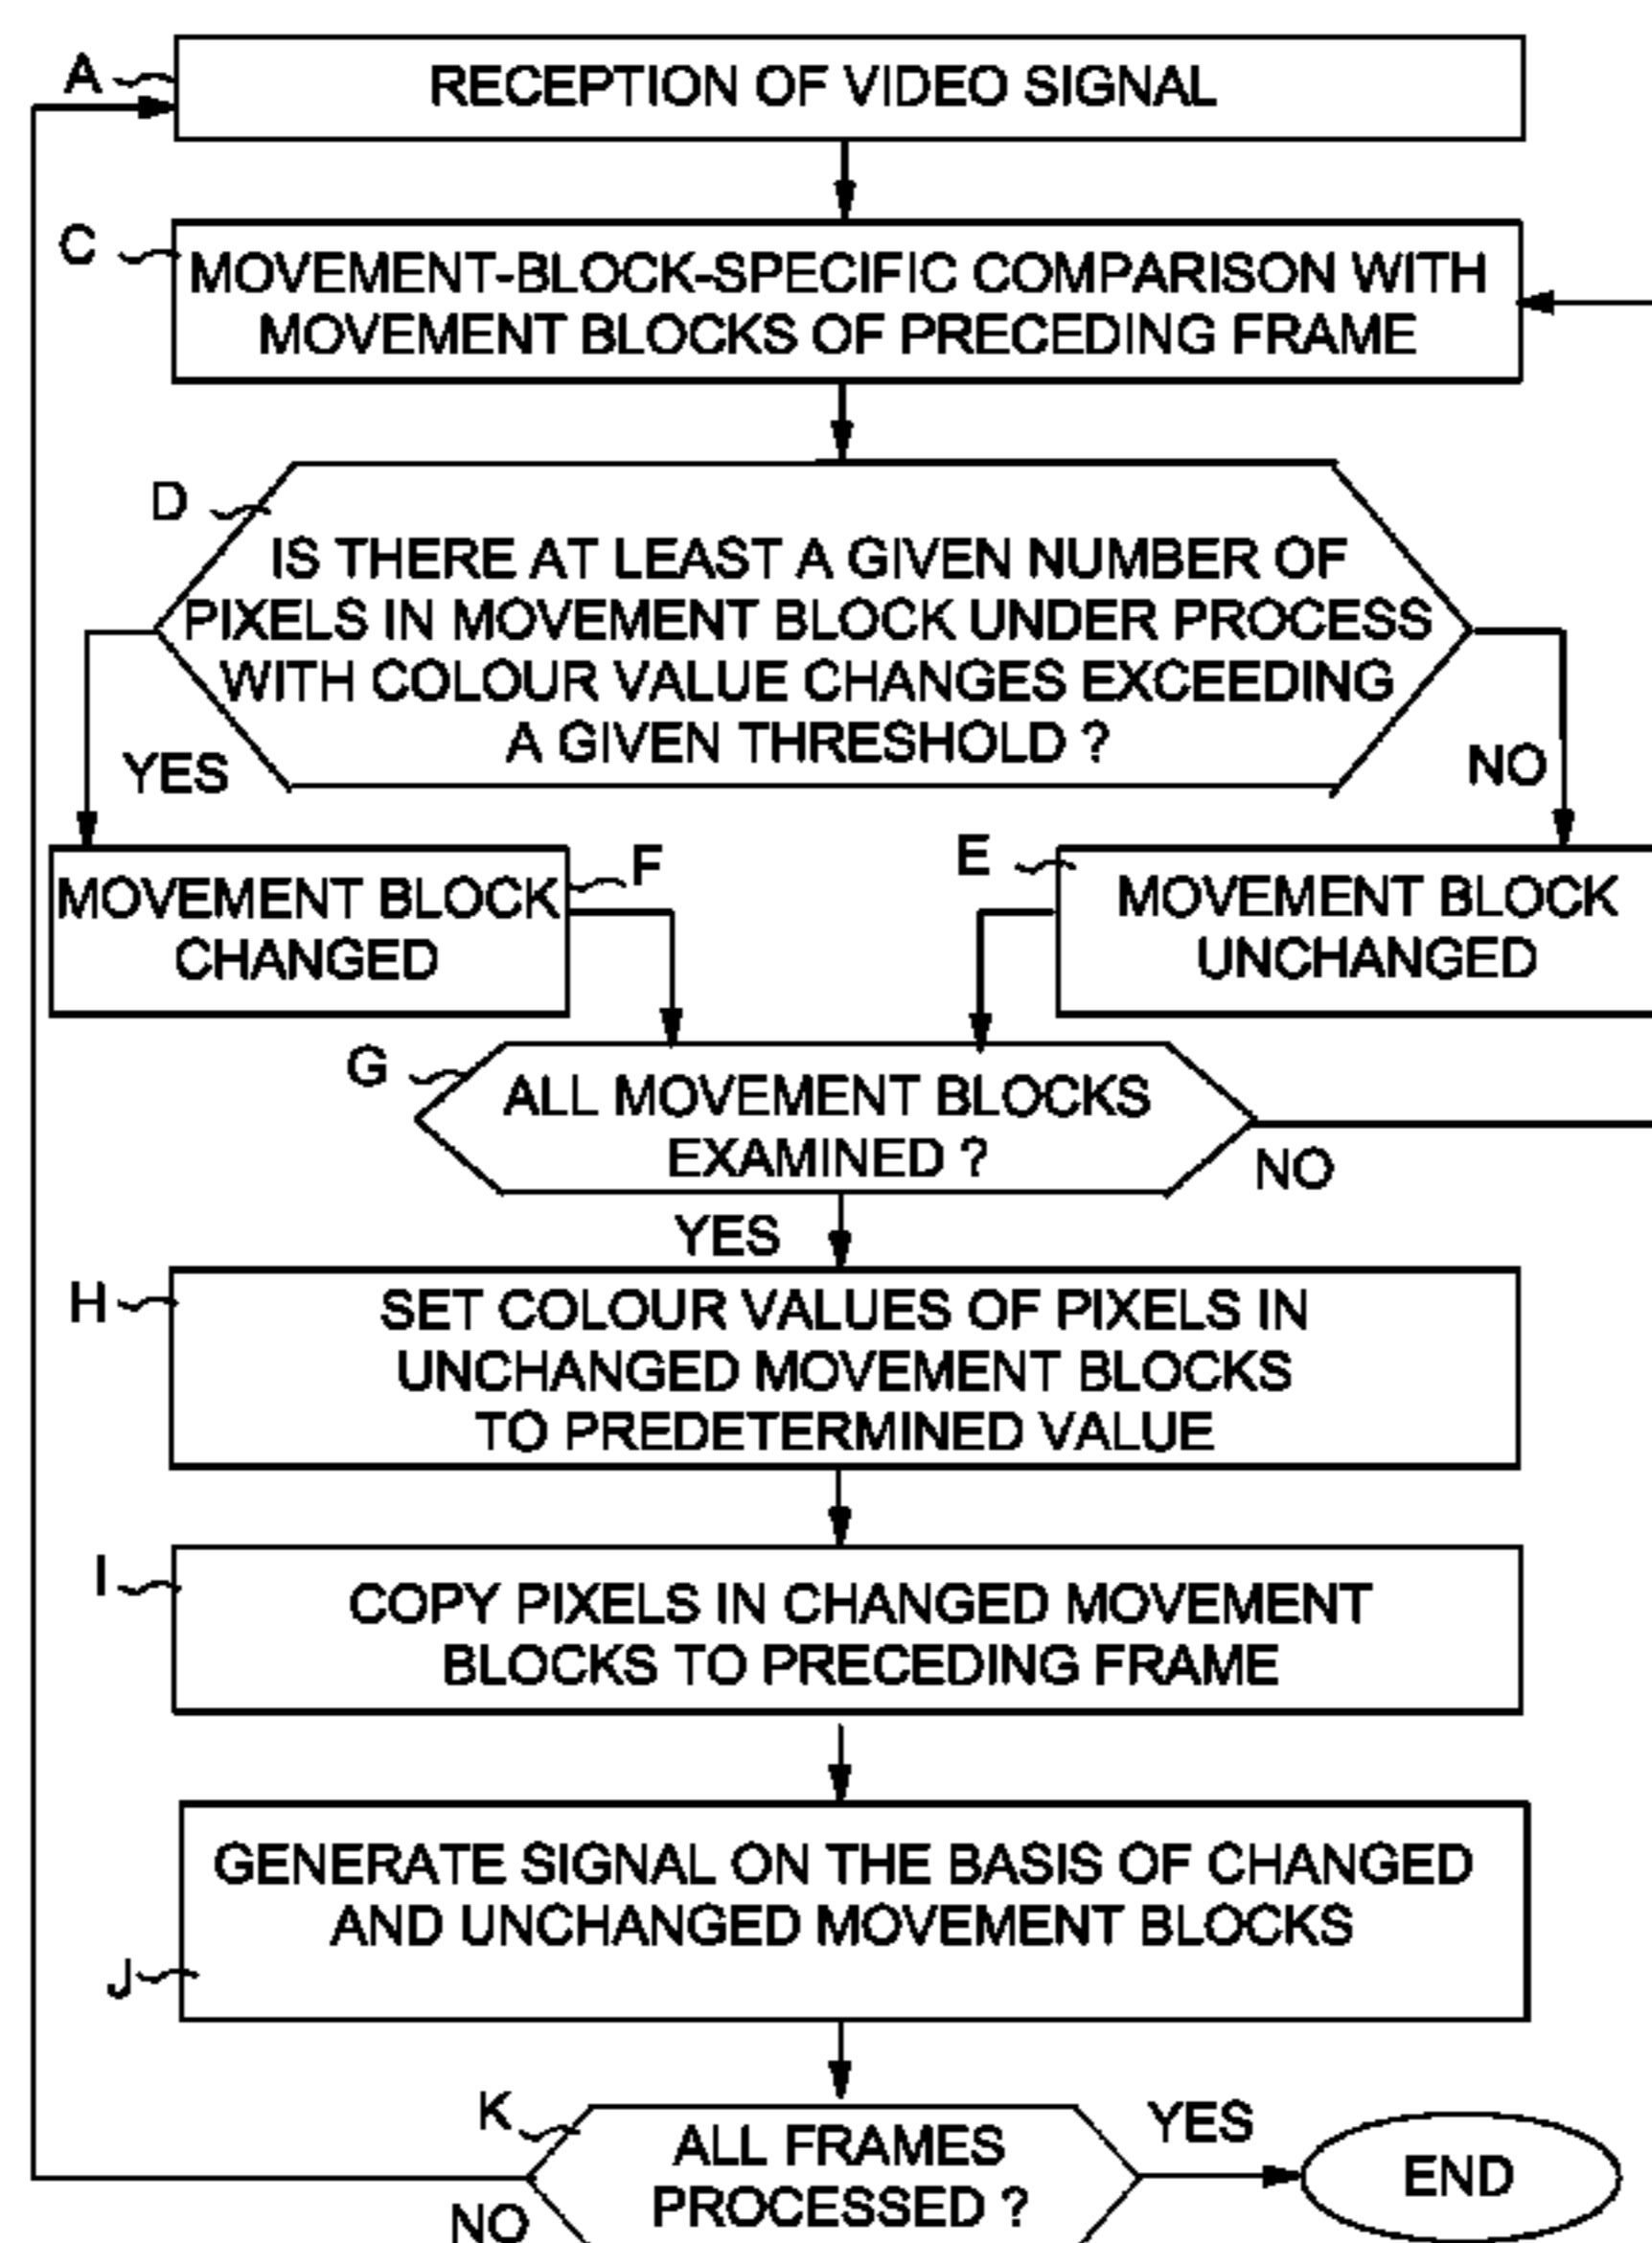 A
RECEPTION OF VIDEO SIGNAL
C
MOVEMENT-BLOCK-SPECIFIC COMPARISON WITH
MOVEMENT BLOCKS OF PRECEDING FRAME
D
IS THERE AT LEAST A GIVEN NUMBER OF
PIXELS IN MOVEMENT BLOCK UNDER PROCESS
WITH COLOUR VALUE CHANGES EXCEEDING
A GIVEN THRESHOLD ?
YES
NO
F
MOVEMENT BLOCK
CHANGED
E
MOVEMENT BLOCK
UNCHANGED
G
ALL MOVEMENT BLOCKS
EXAMINED ?
NO
YES
H
SET COLOUR VALUES OF PIXELS IN
UNCHANGED MOVEMENT BLOCKS
TO PREDETERMINED VALUE
I
COPY PIXELS IN CHANGED MOVEMENT
BLOCKS TO PRECEDING FRAME
GENERATE SIGNAL ON THE BASIS OF CHANGED
AND UNCHANGED MOVEMENT BLOCKS
J
K
ALL FRAMES
PROCESSED ?
YES
END
NO